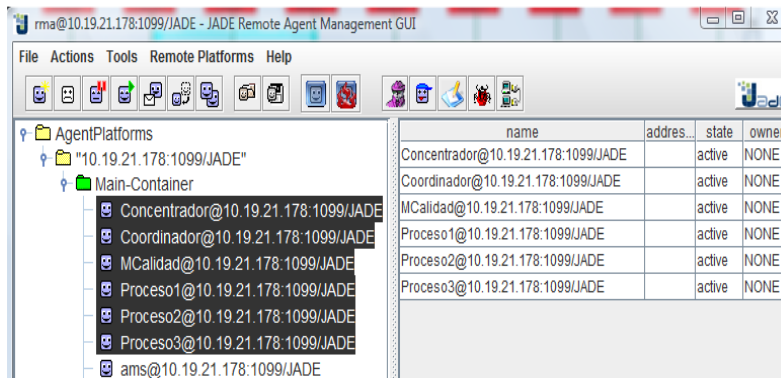 rma@10.19.21.178:1099/JADE - JADE Remote Agent Management GUI
File Actions Tools Remote Platforms Help
AgentPlatforms
"10.19.21.178:1099/JADE"
Main-Container
Concentrador@10.19.21.178:1099/JADE
Coordinador@10.19.21.178:1099/JADE
MCalidad@10.19.21.178:1099/JADE
Proceso1@10.19.21.178:1099/JADE
Proceso2@10.19.21.178:1099/JADE
Proceso3@10.19.21.178:1099/JADE
ams@10.19.21.178:1099/JADE
name addres... state owner
Concentrador@10.19.21.178:1099/JADE active NONE
Coordinador@10.19.21.178:1099/JADE active NONE
MCalidad@10.19.21.178:1099/JADE active NONE
Proceso1@10.19.21.178:1099/JADE active NONE
Proceso2@10.19.21.178:1099/JADE active NONE
Proceso3@10.19.21.178:1099/JADE active NONE